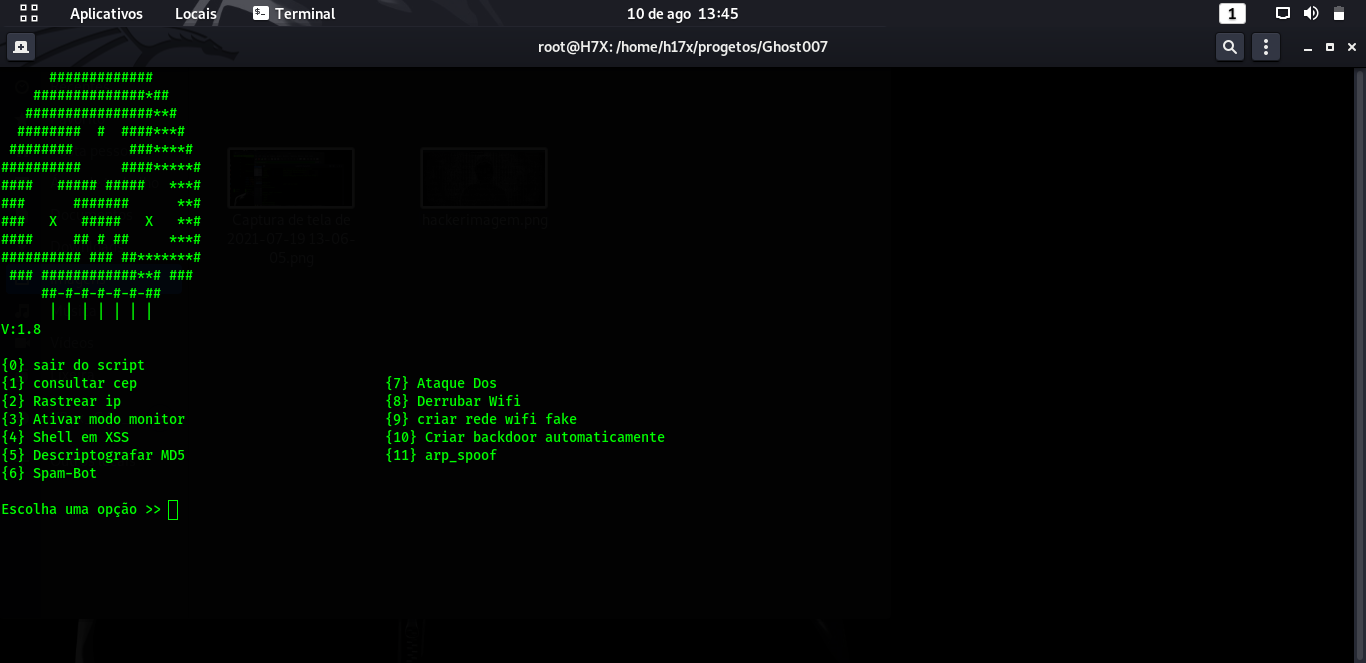 Aplicativos Locais Terminal 10 de ago 13:45 1
root@H7X: /home/h17x/progetos/Ghost007
#############
##############*##
################**#
######## # ####***#
######## ###****#
########## ####*****#
#### ##### ##### ***#
### ####### **#
### X ##### X **#
#### ## # ## ***#
########## ### ##*******#
### ############**# ###
##-#-#-#-#-#-##
| | | | | | |
Captura de tela de
2021-07-19 13-06-
05.png
hackerimagem.png
V:1.8
{0} sair do script
{1} consultar cep {7} Ataque Dos
{2} Rastrear ip {8} Derrubar Wifi
{3} Ativar modo monitor {9} criar rede wifi fake
{4} Shell em XSS {10} Criar backdoor automaticamente
{5} Descriptografar MD5 {11} arp_spoof
{6} Spam-Bot
Escolha uma opção >>